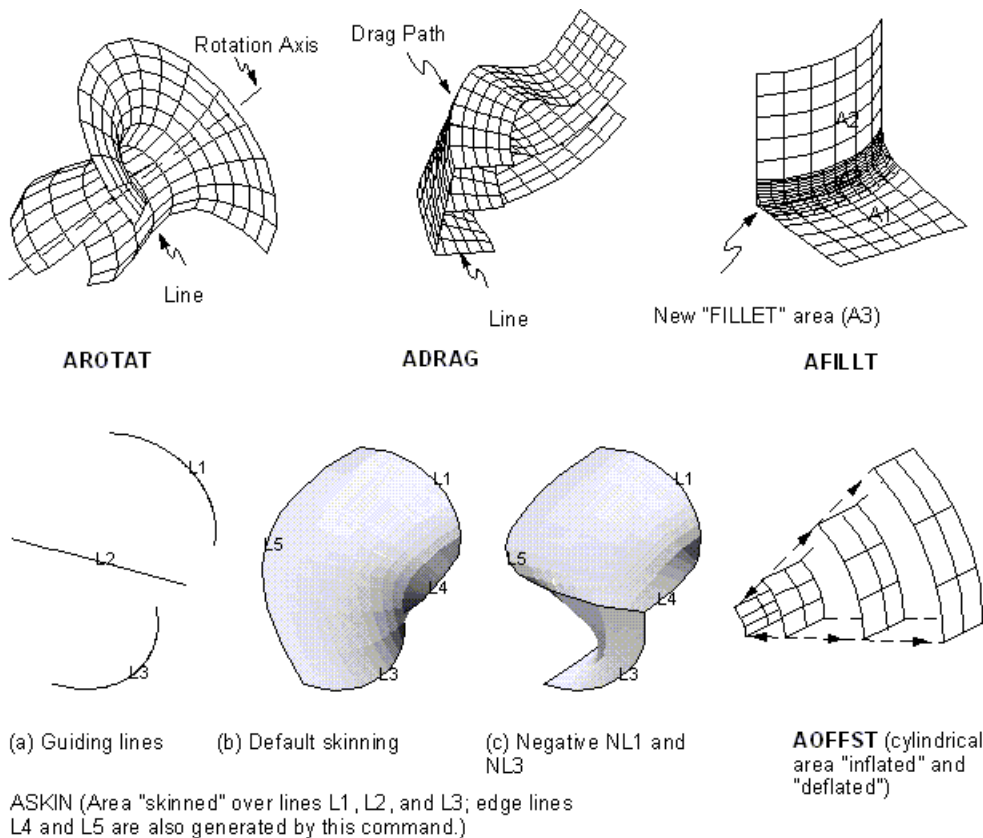 Rotation Axis
Line
AROTAT
Drag Path
Line
ADRAG
A2
A3
A1
New "FILLET" area (A3)
AFILLT
L1
L2
L3
(a) Guiding lines
L1
L5
L4
L3
(b) Default skinning
L1
L5
L4
L3
(c) Negative NL1 and
NL3
AOFFST (cylindrical
area "inflated" and
"deflated")
ASKIN (Area "skinned" over lines L1, L2, and L3; edge lines
L4 and L5 are also generated by this command.)